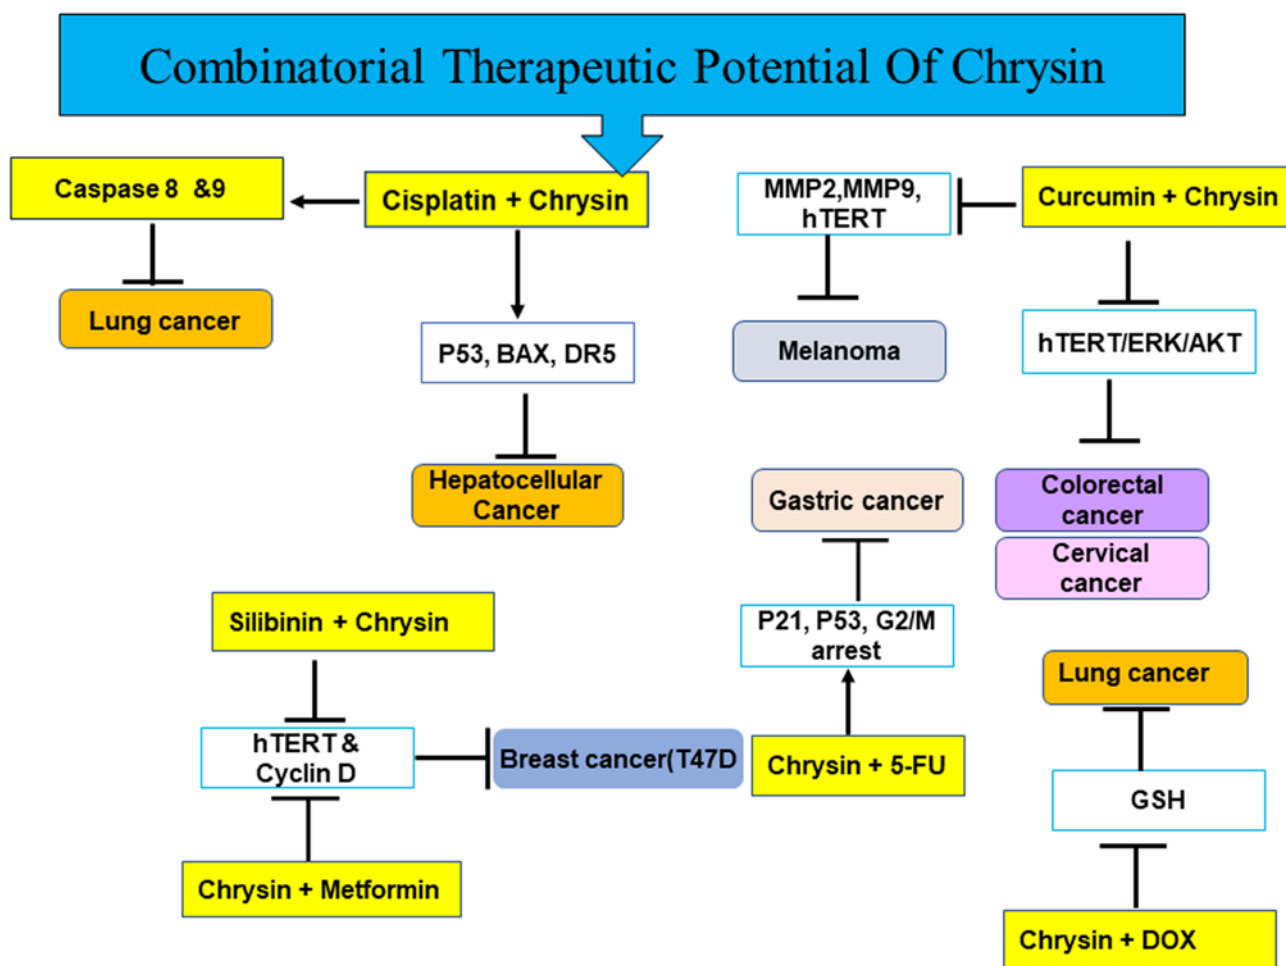 Combinatorial Therapeutic Potential Of Chrysin
Caspase 8 &9
Cisplatin + Chrysin
MMP2,MMP9,
hTERT
Curcumin + Chrysin
Lung cancer
P53, BAX, DR5
Melanoma
hTERT/ERK/AKT
Hepatocellular
Cancer
Gastric cancer
Colorectal
cancer
Cervical
cancer
Silibinin + Chrysin
P21, P53, G2/M
arrest
Lung cancer
hTERT &
Cyclin D
Breast cancer(T47D
Chrysin + 5-FU
GSH
Chrysin + Metformin
Chrysin + DOX